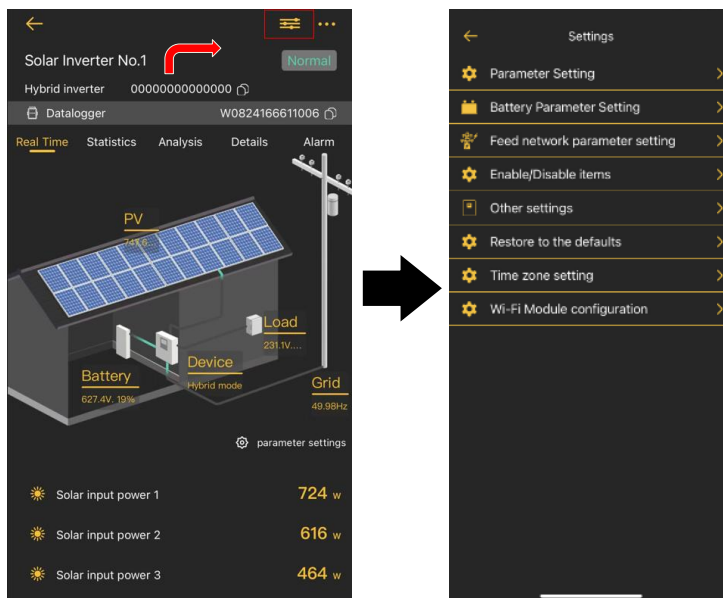 Solar Inverter No.1
Normal
Hybrid inverter 00000000000000
Datalogger W0824166611006
Real Time Statistics Analysis Details Alarm
PV
Load
231.1V....
Device
Hybrid mode
Battery
627.4V. 19%
Grid
49.98Hz
parameter settings
Solar input power 1 724 w
Solar input power 2 616 w
Solar input power 3 464 w
Settings
Parameter Setting
Battery Parameter Setting
Feed network parameter setting
Enable/Disable items
Other settings
Restore to the defaults
Time zone setting
Wi-Fi Module configuration